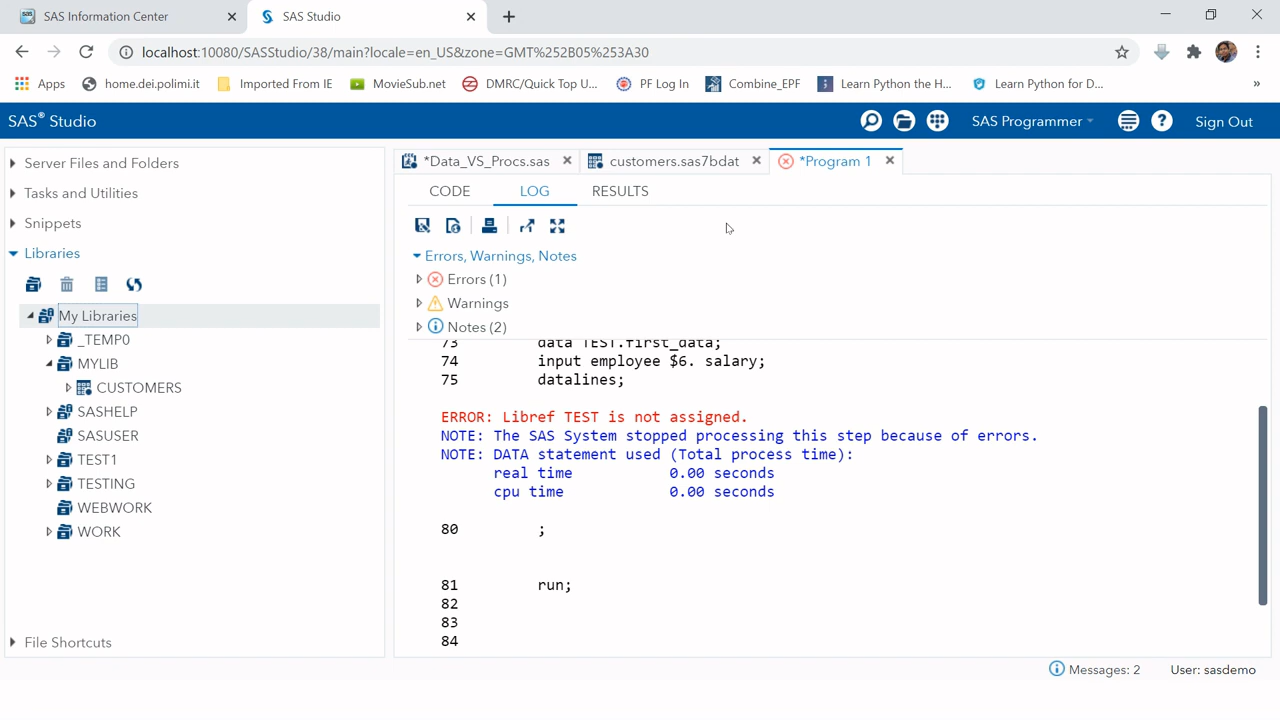 SAS Information Center
SAS Studio
localhost:10080/SASStudio/38/main?locale=en_US&zone=GMT%252B05%253A30
Apps
home.dei.polimi.it
Imported From IE
MovieSub.net
DMRC/Quick Top U...
PF Log In
Combine_EPF
Learn Python the H...
Learn Python for D...
»
SAS® Studio
SAS Programmer
Sign Out
Server Files and Folders
Tasks and Utilities
Snippets
Libraries
My Libraries
_TEMP0
MYLIB
CUSTOMERS
SASHELP
SASUSER
TEST1
TESTING
WEBWORK
WORK
File Shortcuts
*Data_VS_Procs.sas
customers.sas7bdat
*Program 1
CODE
LOG
RESULTS
Errors, Warnings, Notes
Errors (1)
Warnings
Notes (2)
73 data TEST.first_data;
74 input employee $6. salary;
75 datalines;
ERROR: Libref TEST is not assigned.
NOTE: The SAS System stopped processing this step because of errors.
NOTE: DATA statement used (Total process time):
real time 0.00 seconds
cpu time 0.00 seconds
80 ;
81 run;
82
83
84
Messages: 2
User: sasdemo